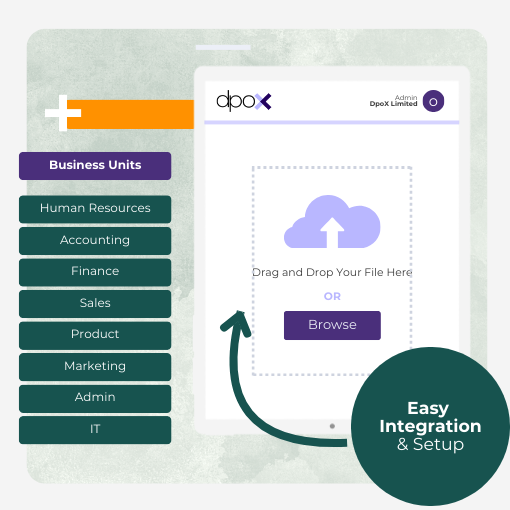 dpox
Admin
DpoX Limited
O
Business Units
Human Resources
Accounting
Finance
Sales
Product
Marketing
Admin
IT
Drag and Drop Your File Here
OR
Browse
Easy
Integration
& Setup